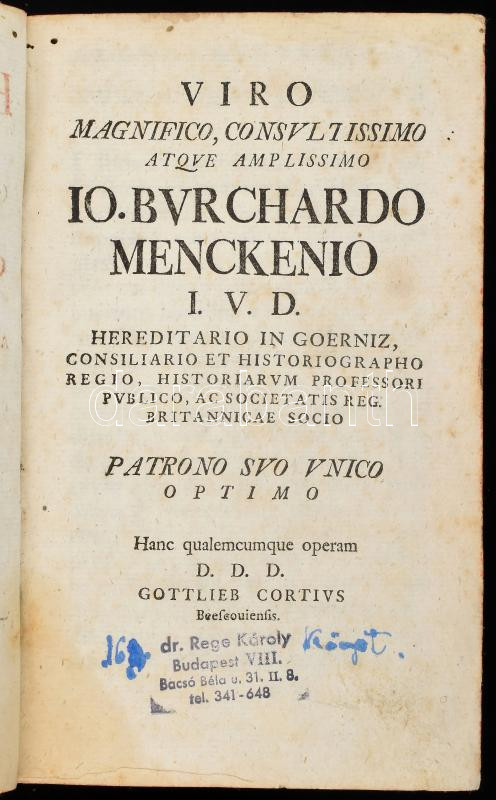 VIRO
MAGNIFICO, CONSVLTISSIMO
ATQVE AMPLISSIMO
IO. BVRCHARDO
MENCKENIO
I. V. D.
HEREDITARIO IN GOERNIZ,
CONSILIARIO ET HISTORIOGRAPHO
REGIO, HISTORIARVM PROFESSORI
PVBLICO, AC SOCIETATIS REG.
BRITANNICAE SOCIO
PATRONO SVO VNICO
OPTIMO
Hanc qualemcumque operam
D. D. D.
GOTTLIEB CORTIVS
Beescouiensis.
dr. Rege Károly
Budapest VIII.
Bacsó Béla u. 31. II. 8.
tel. 341-648
darabanth